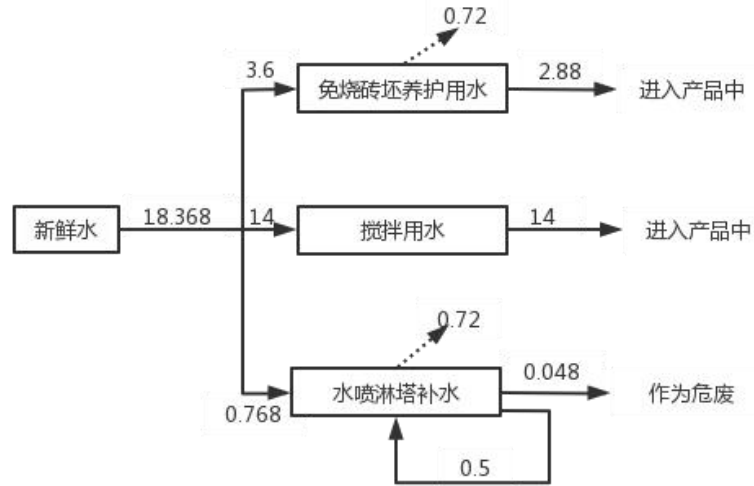 0.72
3.6
免烧砖坯养护用水
2.88
进入产品中
新鲜水
18.368
14
搅拌用水
14
进入产品中
0.72
0.768
水喷淋塔补水
0.048
作为危废
0.5